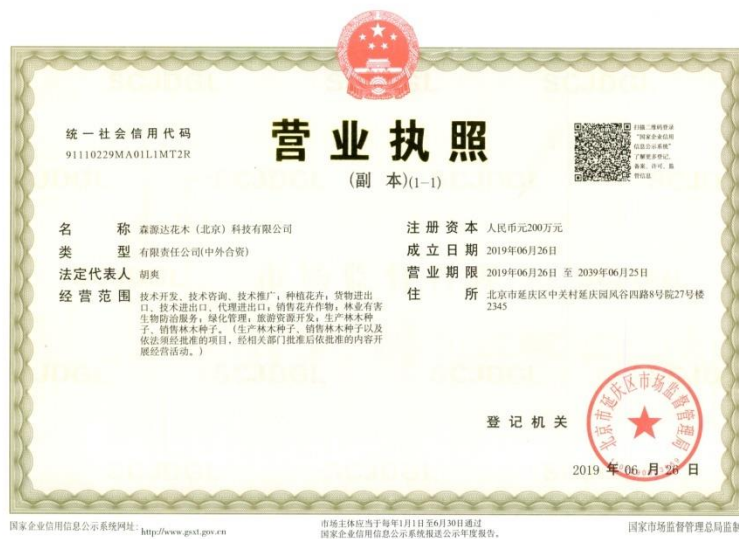 统一社会信用代码
91110229MA01L1MT2R
营业执照
(副 本)(1-1)
扫描二维码登录
“国家企业信用
信息公示系统”
了解更多登记、
备案、许可、监
管信息
名 称 森源达花木（北京）科技有限公司
类 型 有限责任公司(中外合资)
法定代表人 胡爽
经营范围 技术开发、技术咨询、技术推广；种植花卉；货物进出
口、技术进出口、代理进出口；销售花卉作物；林业有害
生物防治服务；绿化管理；旅游资源开发；生产林木种
子、销售林木种子。（生产林木种子、销售林木种子以及
依法须经批准的项目，经相关部门批准后依批准的内容开
展经营活动。）
注册资本 人民币元200万元
成立日期 2019年06月26日
营业期限 2019年06月26日 至 2039年06月25日
住 所 北京市延庆区中关村延庆园风谷四路8号院27号楼
2345
登记机关
北京市延庆区市场监督管理局
2019 年 06 月 26 日
国家企业信用信息公示系统网址: http://www.gsxt.gov.cn
市场主体应当于每年1月1日至6月30日通过
国家企业信用信息公示系统报送公示年度报告。
国家市场监督管理总局监制